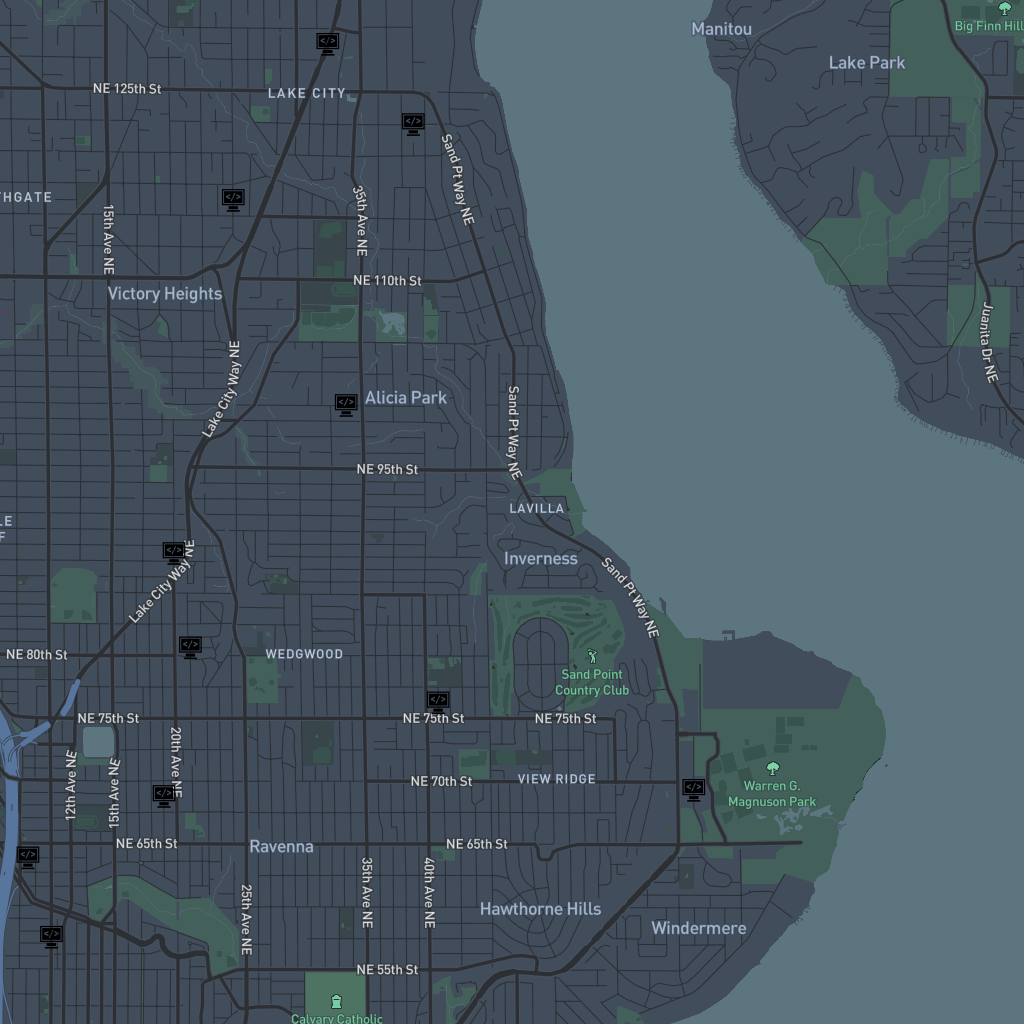 Manitou
Big Finn Hill
Lake Park
NE 125th St
LAKE CITY
</>
</>
Sand Pt Way NE
</>
THGATE
15th Ave NE
35th Ave NE
NE 110th St
Victory Heights
Juanita Dr NE
Lake City Way NE
</>
Alicia Park
Sand Pt Way NE
NE 95th St
LAVILLA
LE
F
</>
Inverness
Lake City Way NE
Sand Pt Way NE
</>
NE 80th St
WEDGWOOD
Sand Point
Country Club
</>
NE 75th St
NE 75th St
NE 75th St
20th Ave NE
12th Ave NE
15th Ave NE
</>
NE 70th St
VIEW RIDGE
</>
Warren G.
Magnuson Park
NE 65th St
Ravenna
NE 65th St
</>
35th Ave NE
40th Ave NE
25th Ave NE
Hawthorne Hills
Windermere
</>
NE 55th St
Calvary Catholic